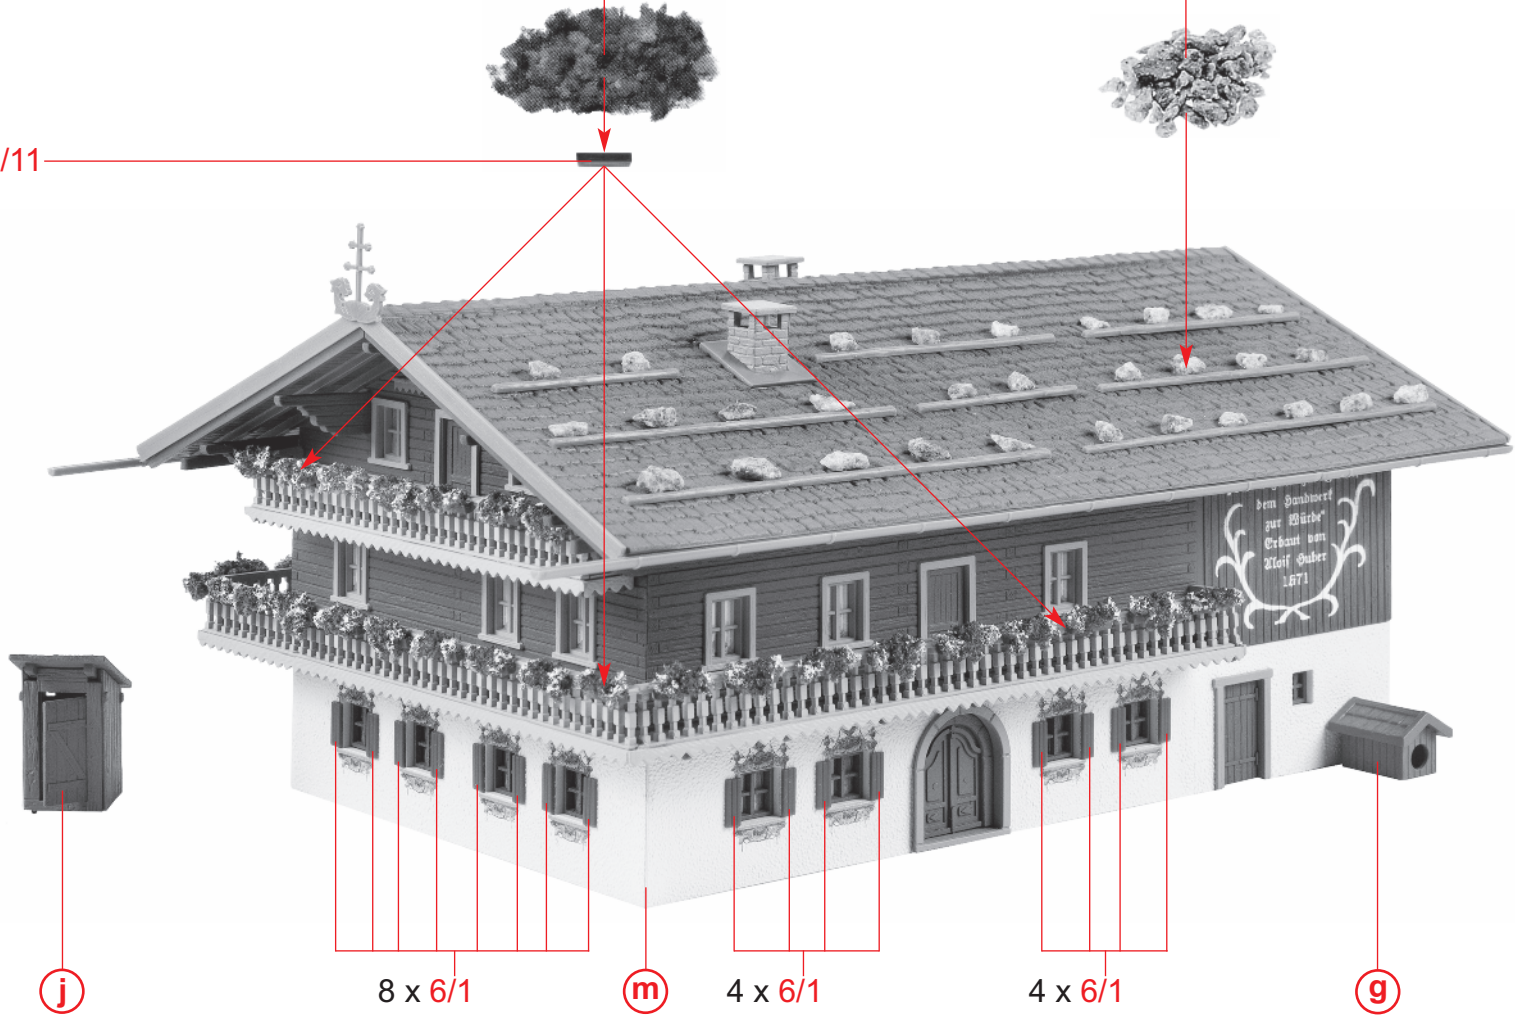 /11
dem Handwerk
zur Würde"
Erbaut von
Alois Huber
1871
j
8 x 6/1
m
4 x 6/1
4 x 6/1
g